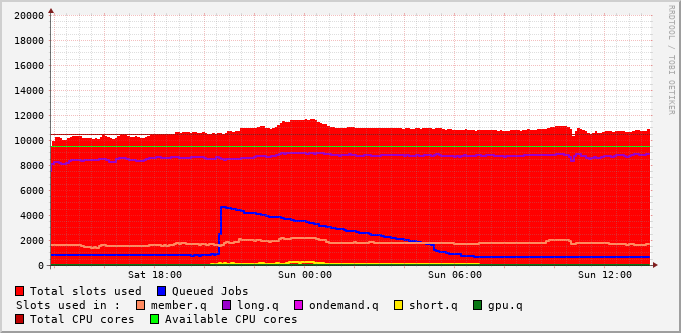 20000
18000
16000
14000
12000
10000
8000
6000
4000
2000
0
Sat 18:00 Sun 00:00 Sun 06:00 Sun 12:00
Total slots used Queued Jobs
Slots used in : member.q long.q ondemand.q short.q gpu.q
Total CPU cores Available CPU cores
RRDTOOL / TOBI OETIKER